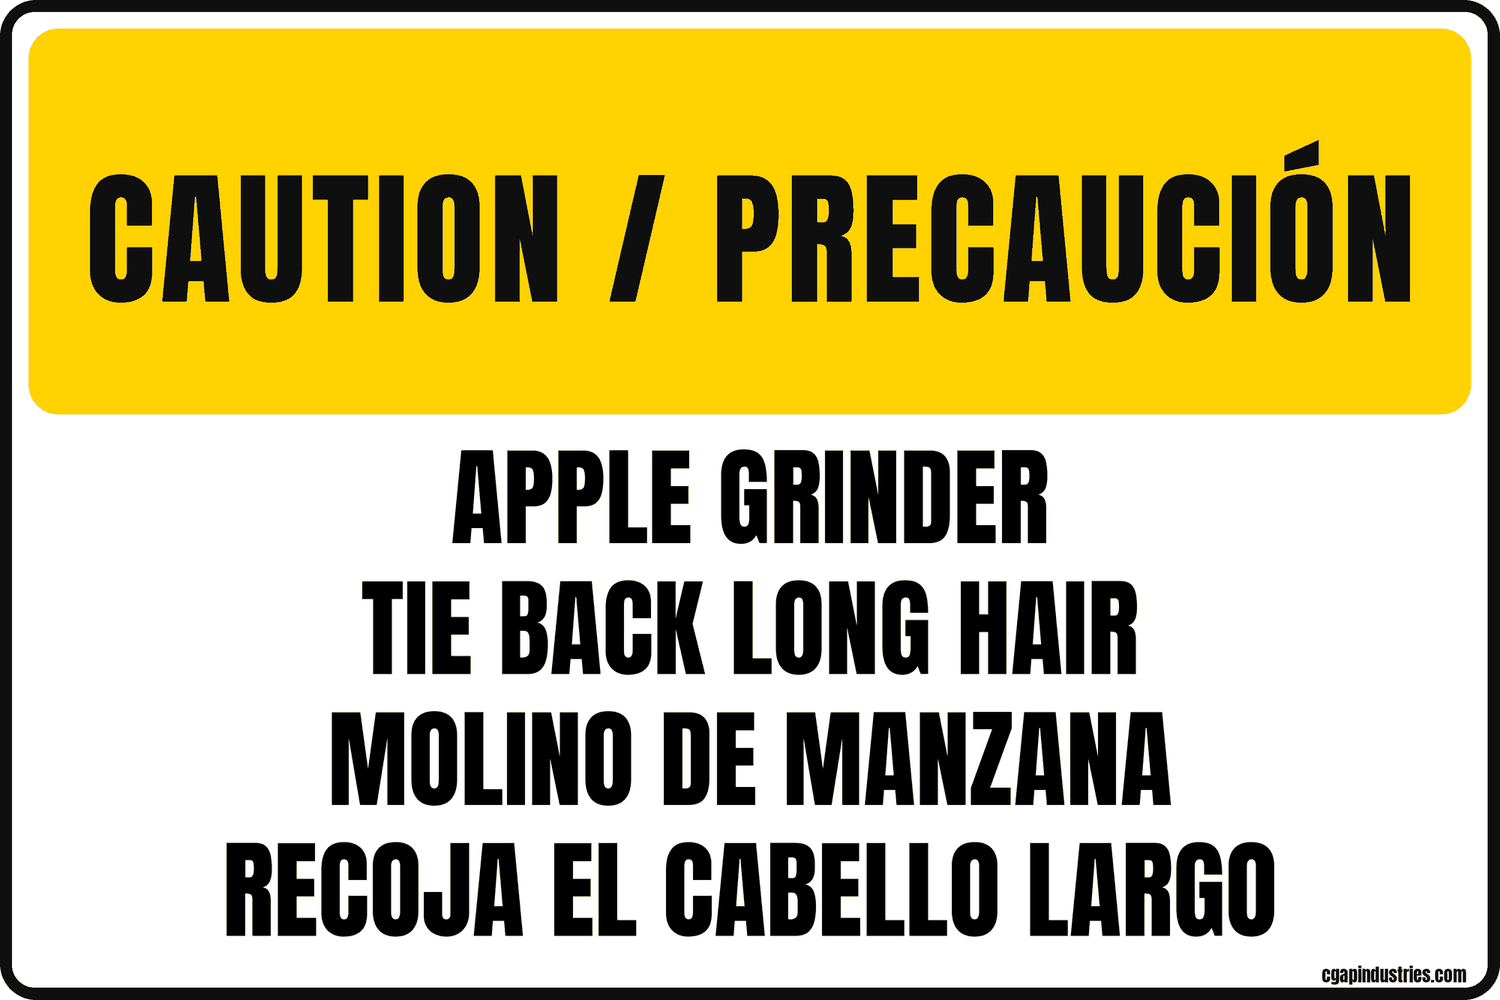 CAUTION / PRECAUCIÓN
APPLE GRINDER
TIE BACK LONG HAIR
MOLINO DE MANZANA
RECOJA EL CABELLO LARGO
cgapindustries.com